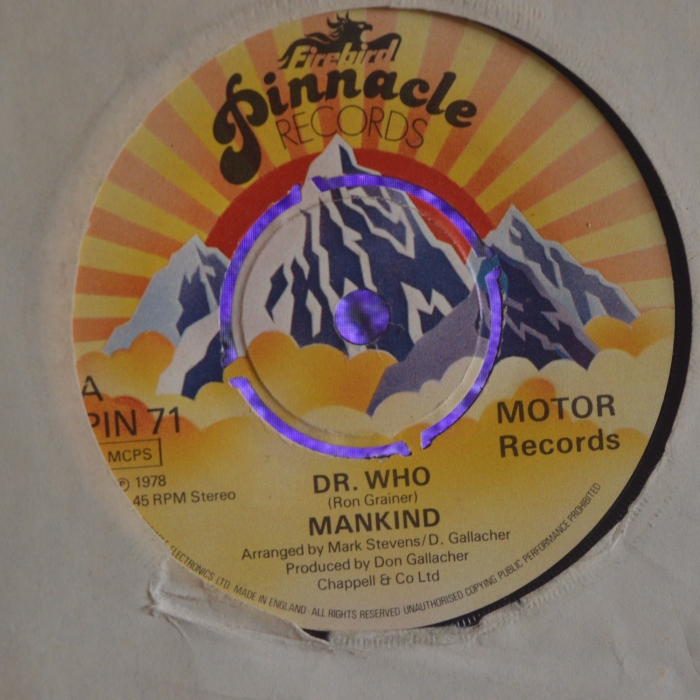 Firebird
Pinnacle
RECORDS
A
PIN 71
MCPS
℗ 1978
45 RPM Stereo
MOTOR
Records
DR. WHO
(Ron Grainer)
MANKIND
Arranged by Mark Stevens/D. Gallacher
Produced by Don Gallacher
Chappell & Co Ltd
ELECTRONICS LTD. MADE IN ENGLAND ALL RIGHTS RESERVED UNAUTHORISED COPYING PUBLIC PERFORMANCE PROHIBITED